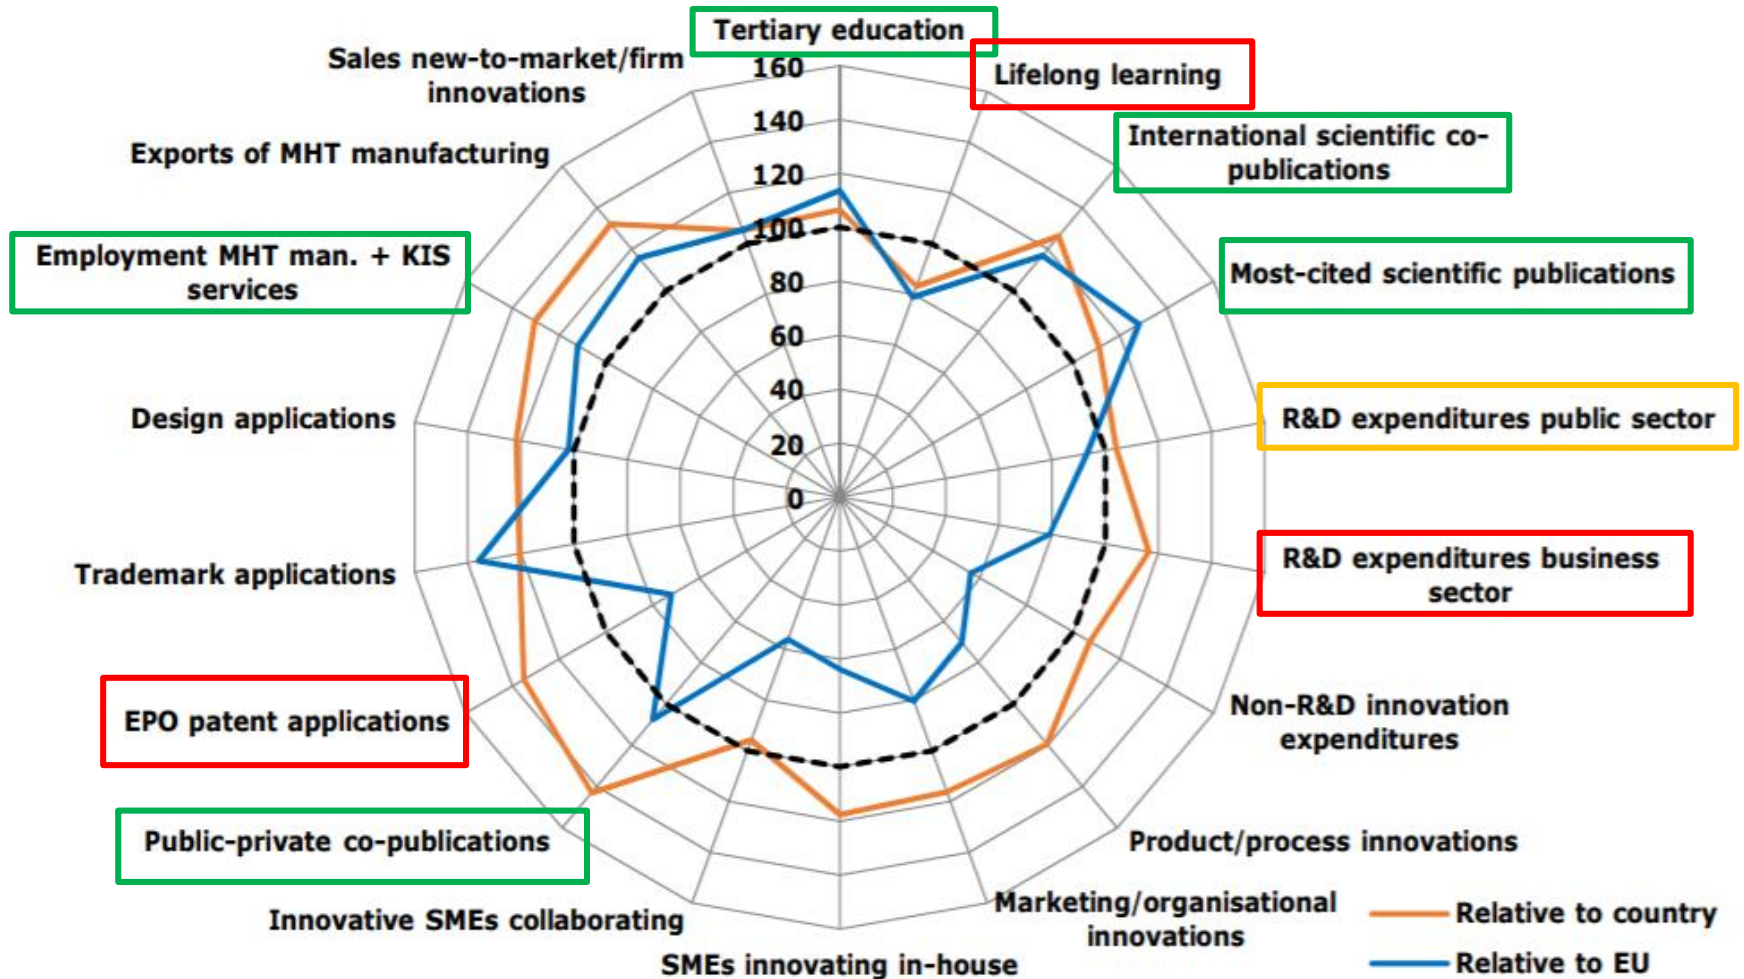 Tertiary education
Lifelong learning
International scientific co-
publications
Most-cited scientific publications
R&D expenditures public sector
R&D expenditures business
sector
Non-R&D innovation
expenditures
Product/process innovations
Marketing/organisational
innovations
SMEs innovating in-house
Innovative SMEs collaborating
Public-private co-publications
EPO patent applications
Trademark applications
Design applications
Employment MHT man. + KIS
services
Exports of MHT manufacturing
Sales new-to-market/firm
innovations
160
140
120
100
80
60
40
20
0
Relative to country
Relative to EU